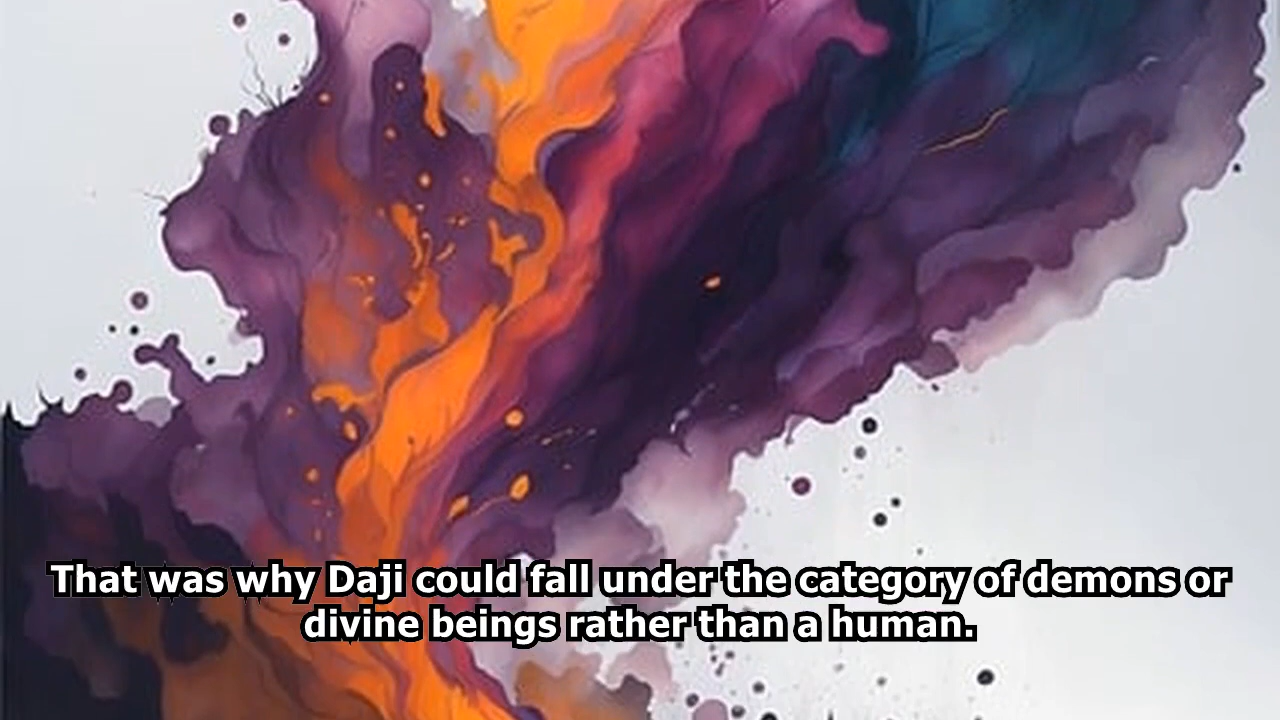 That was why Daji could fall under the category of demons or
divine beings rather than a human.